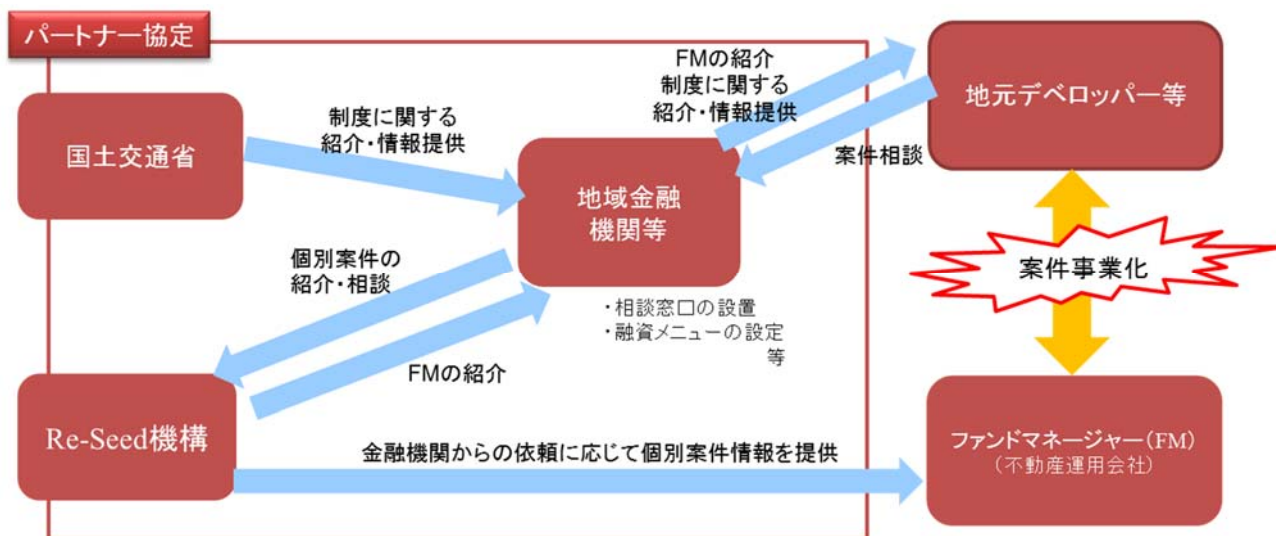 パートナー協定
国土交通省
制度に関する
紹介・情報提供
FMの紹介
制度に関する
紹介・情報提供
案件相談
地元デベロッパー等
地域金融
機関等
・相談窓口の設置
・融資メニューの設定
等
個別案件の
紹介・相談
FMの紹介
案件事業化
Re-Seed機構
金融機関からの依頼に応じて個別案件情報を提供
ファンドマネージャー(FM)
(不動産運用会社)